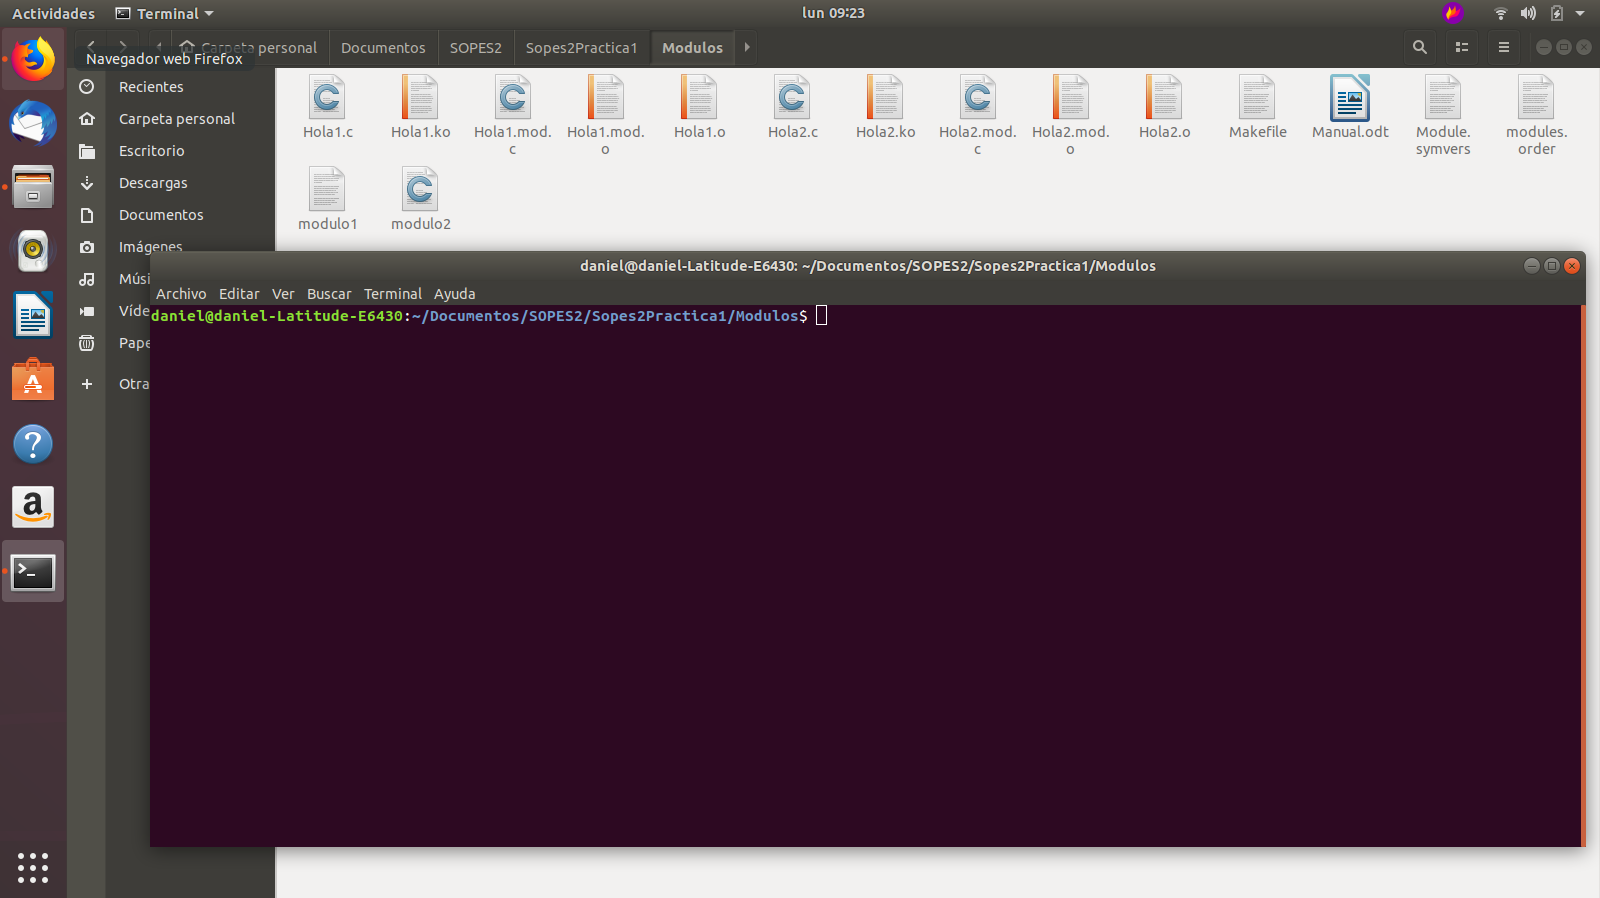 Actividades Terminal lun 09:23
Carpeta personal Documentos SOPES2 Sopes2Practica1 Modulos
Navegador web Firefox
Recientes
Carpeta personal
Escritorio
Descargas
Documentos
Imágenes
Músi
Víde
Pape
Otra
Hola1.c Hola1.ko Hola1.mod.c Hola1.mod.o Hola1.o Hola2.c Hola2.ko Hola2.mod.c Hola2.mod.o Hola2.o Makefile Manual.odt Module.symvers modules.order
modulo1 modulo2
daniel@daniel-Latitude-E6430: ~/Documentos/SOPES2/Sopes2Practica1/Modulos
Archivo Editar Ver Buscar Terminal Ayuda
daniel@daniel-Latitude-E6430:~/Documentos/SOPES2/Sopes2Practica1/Modulos$